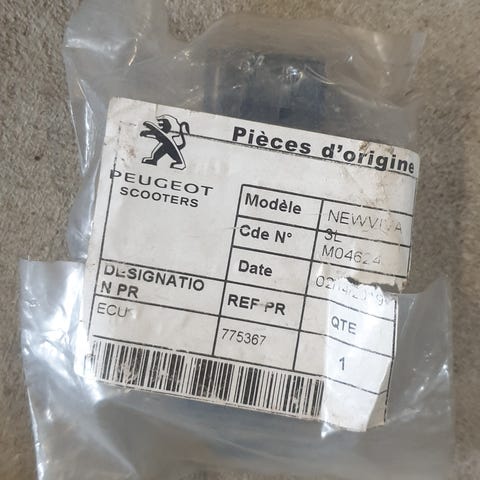 Pièces d'origine
PEUGEOT
SCOOTERS
Modèle NEWVIVA
3L
Cde N° M04624
Date
DESIGNATIO
N PR
REF PR
QTE
ECU
775367
1